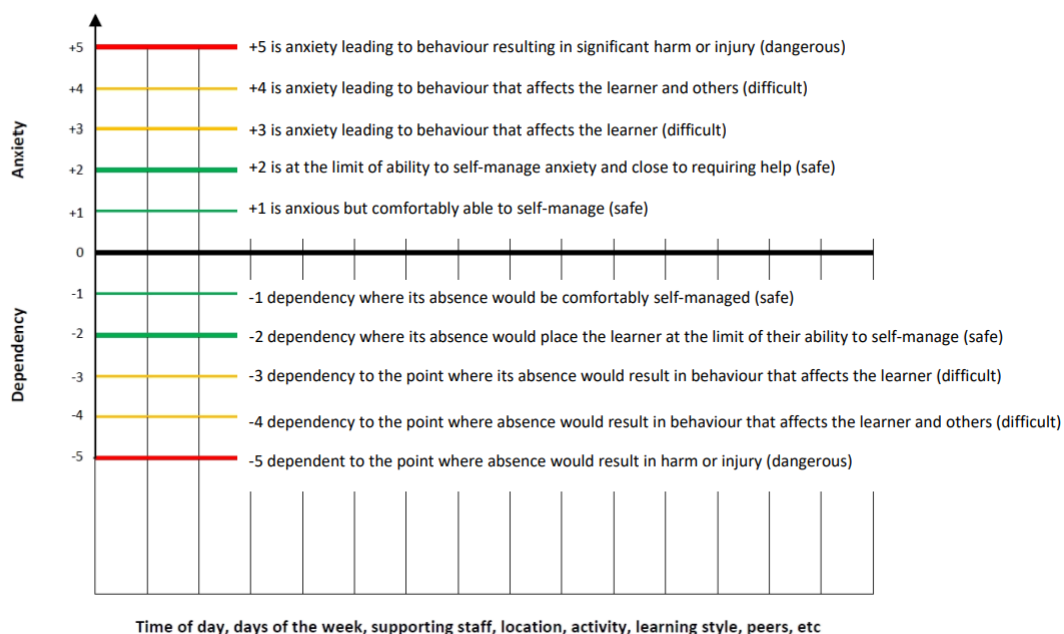 +5
+5 is anxiety leading to behaviour resulting in significant harm or injury (dangerous)
+4
+4 is anxiety leading to behaviour that affects the learner and others (difficult)
+3
+3 is anxiety leading to behaviour that affects the learner (difficult)
Anxiety
+2
+2 is at the limit of ability to self-manage anxiety and close to requiring help (safe)
+1
+1 is anxious but comfortably able to self-manage (safe)
0
-1
-1 dependency where its absence would be comfortably self-managed (safe)
-2
-2 dependency where its absence would place the learner at the limit of their ability to self-manage (safe)
Dependency
-3
-3 dependency to the point where its absence would result in behaviour that affects the learner (difficult)
-4
-4 dependency to the point where absence would result in behaviour that affects the learner and others (difficult)
-5
-5 dependent to the point where absence would result in harm or injury (dangerous)
Time of day, days of the week, supporting staff, location, activity, learning style, peers, etc